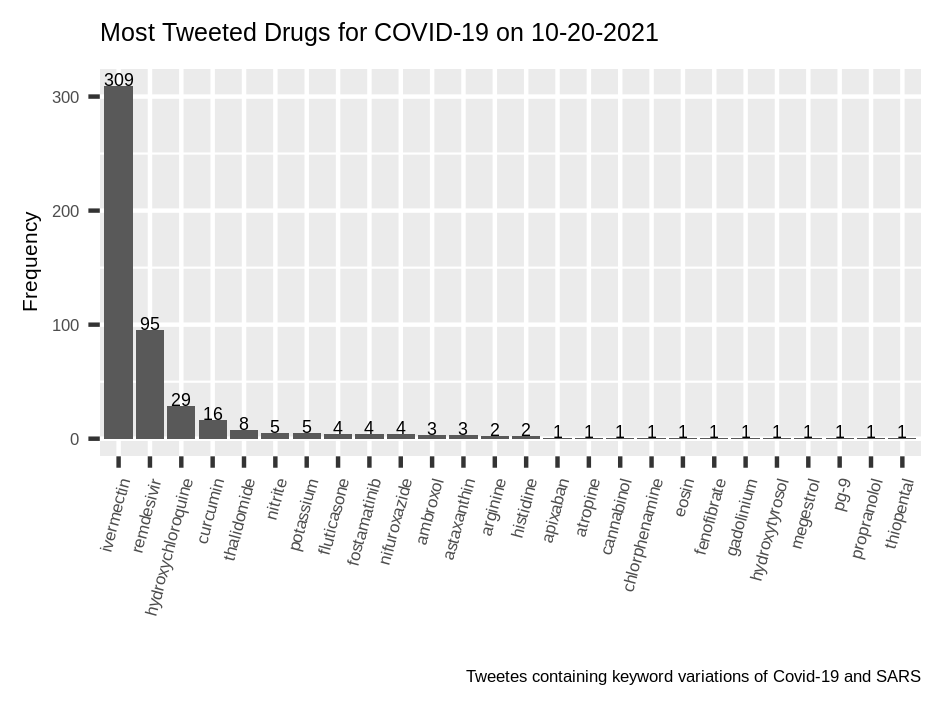 Most Tweeted Drugs for COVID-19 on 10-20-2021
Frequency
300
200
100
0
309
95
29
16
8
5
5
4
4
4
3
3
2
2
1
1
1
1
1
1
1
1
1
1
1
1
ivermectin
remdesivir
hydroxychloroquine
curcumin
thalidomide
nitrite
potassium
fluticasone
fostamatinib
nifuroxazide
ambroxol
astaxanthin
arginine
histidine
apixaban
atropine
cannabinol
chlorphenamine
eosin
fenofibrate
gadolinium
hydroxytyrosol
megestrol
pg-9
propranolol
thiopental
Tweetes containing keyword variations of Covid-19 and SARS